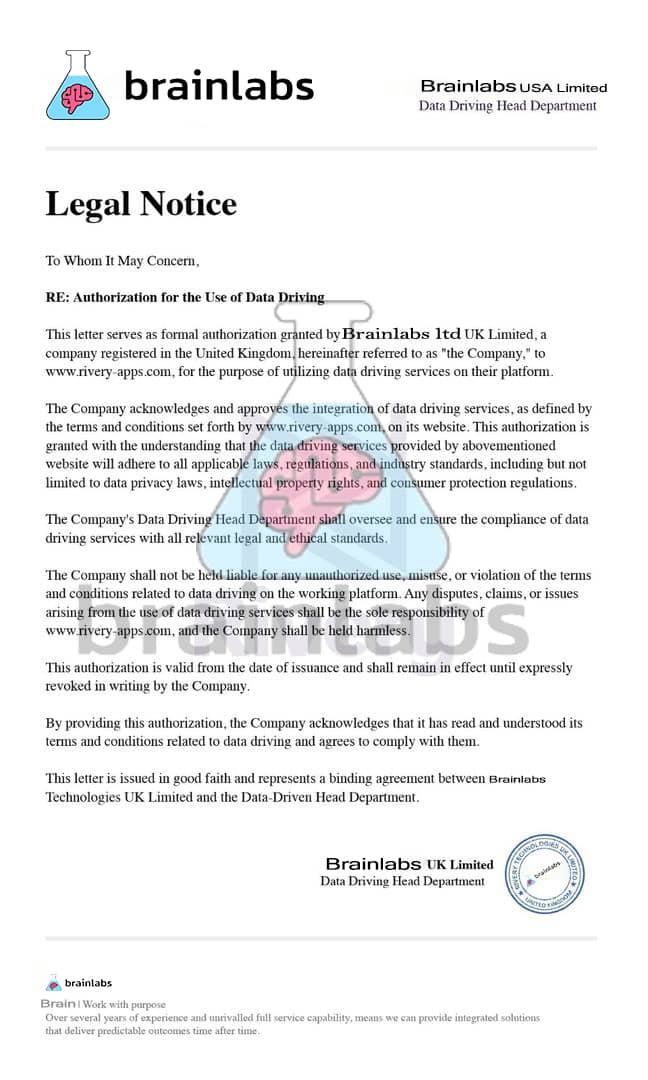 brainlabs
Brainlabs USA Limited
Data Driving Head Department
Legal Notice
To Whom It May Concern,
RE: Authorization for the Use of Data Driving
This letter serves as formal authorization granted by Brainlabs ltd UK Limited, a
company registered in the United Kingdom, hereinafter referred to as "the Company," to
www.rivery-apps.com, for the purpose of utilizing data driving services on their platform.
The Company acknowledges and approves the integration of data driving services, as defined by
the terms and conditions set forth by www.rivery-apps.com, on its website. This authorization is
granted with the understanding that the data driving services provided by abovementioned
website will adhere to all applicable laws, regulations, and industry standards, including but not
limited to data privacy laws, intellectual property rights, and consumer protection regulations.
The Company's Data Driving Head Department shall oversee and ensure the compliance of data
driving services with all relevant legal and ethical standards.
The Company shall not be held liable for any unauthorized use, misuse, or violation of the terms
and conditions related to data driving on the working platform. Any disputes, claims, or issues
arising from the use of data driving services shall be the sole responsibility of
www.rivery-apps.com, and the Company shall be held harmless.
brainlabs
This authorization is valid from the date of issuance and shall remain in effect until expressly
revoked in writing by the Company.
By providing this authorization, the Company acknowledges that it has read and understood its
terms and conditions related to data driving and agrees to comply with them.
This letter is issued in good faith and represents a binding agreement between Brainlabs
Technologies UK Limited and the Data-Driven Head Department.
Brainlabs UK Limited
Data Driving Head Department
RIVERY TECHNOLOGIES UK LIMITED
brainlabs
UNITED KINGDOM
brainlabs
Brain | Work with purpose
Over several years of experience and unrivalled full service capability, means we can provide integrated solutions
that deliver predictable outcomes time after time.